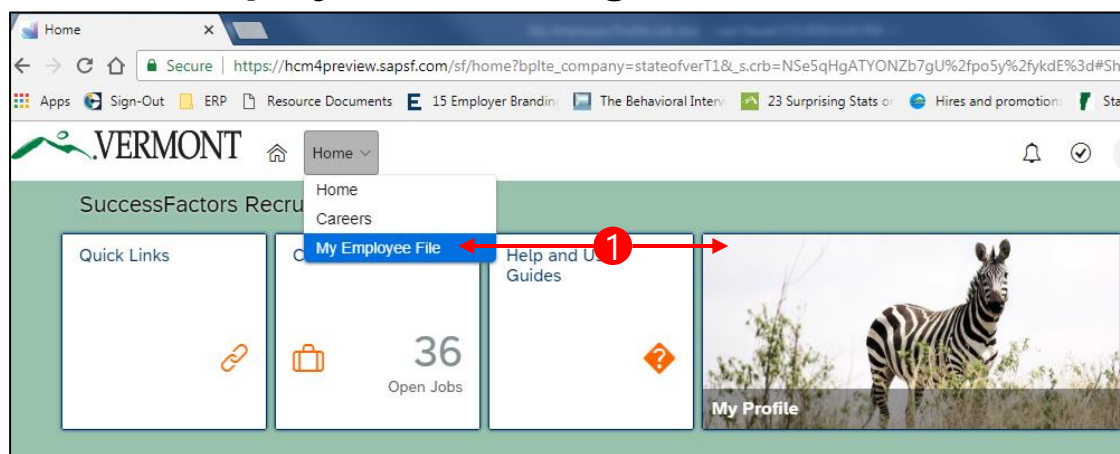 Home
Secure | https://hcm4preview.sapsf.com/sf/home?bplte_company=stateofverT1&_s.crb=NSe5qHgATYONZb7gU%2fpo5y%2fykdE%3d#Sh
Apps Sign-Out ERP Resource Documents 15 Employer Brandin The Behavioral Interv 23 Surprising Stats o Hires and promotion Sta
VERMONT Home
Home
SuccessFactors Recru
Careers
My Employee File
1
Quick Links
Help and Us
Guides
36
Open Jobs
My Profile